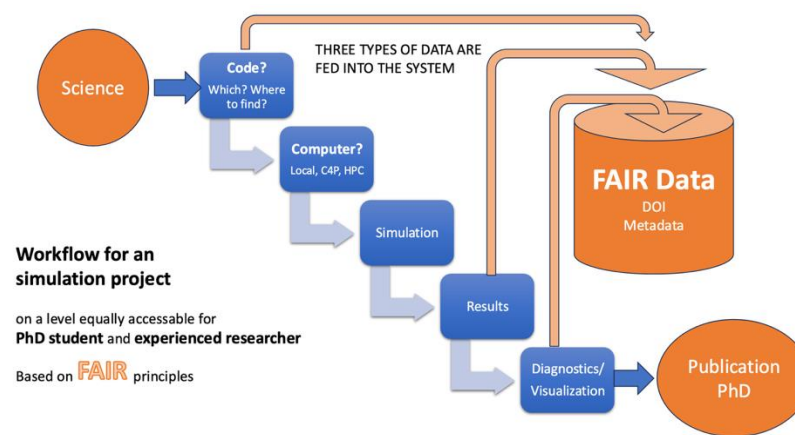 THREE TYPES OF DATA ARE
FED INTO THE SYSTEM
Science
Code?
Which? Where
to find?
Computer?
Local, C4P, HPC
Simulation
Results
Diagnostics/
Visualization
FAIR Data
DOI
Metadata
Publication
PhD
Workflow for an
simulation project
on a level equally accessable for
PhD student and experienced researcher
Based on FAIR principles